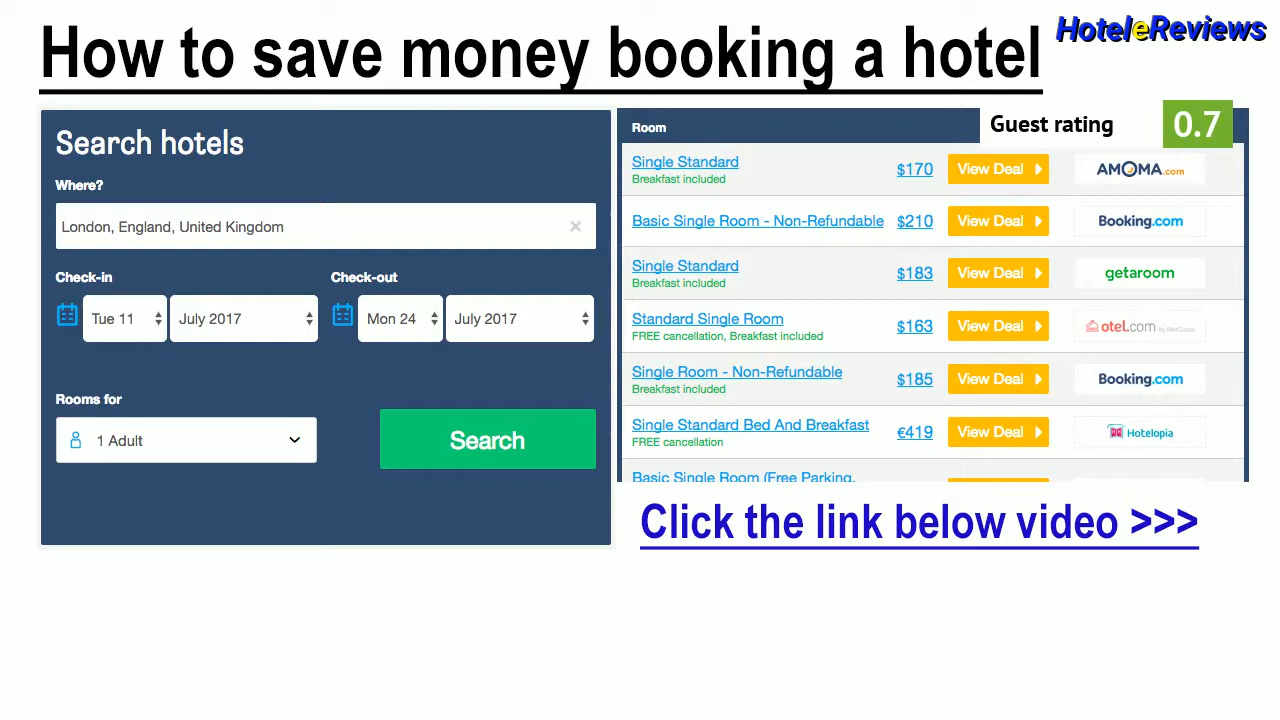 How to save money booking a hotel
HoteleReviews
Search hotels
Where?
London, England, United Kingdom
Check-in
Check-out
Tue 11
July 2017
Mon 24
July 2017
Rooms for
1 Adult
Search
Room
Guest rating
0.7
Single Standard
Breakfast included
$170
View Deal
AMOMA.com
Basic Single Room - Non-Refundable
$210
View Deal
Booking.com
Single Standard
Breakfast included
$183
View Deal
getaroom
Standard Single Room
FREE cancellation, Breakfast included
$163
View Deal
otel.com
Single Room - Non-Refundable
Breakfast included
$185
View Deal
Booking.com
Single Standard Bed And Breakfast
FREE cancellation
€419
View Deal
Hotelopia
Basic Single Room (Free Parking,
Click the link below video >>>